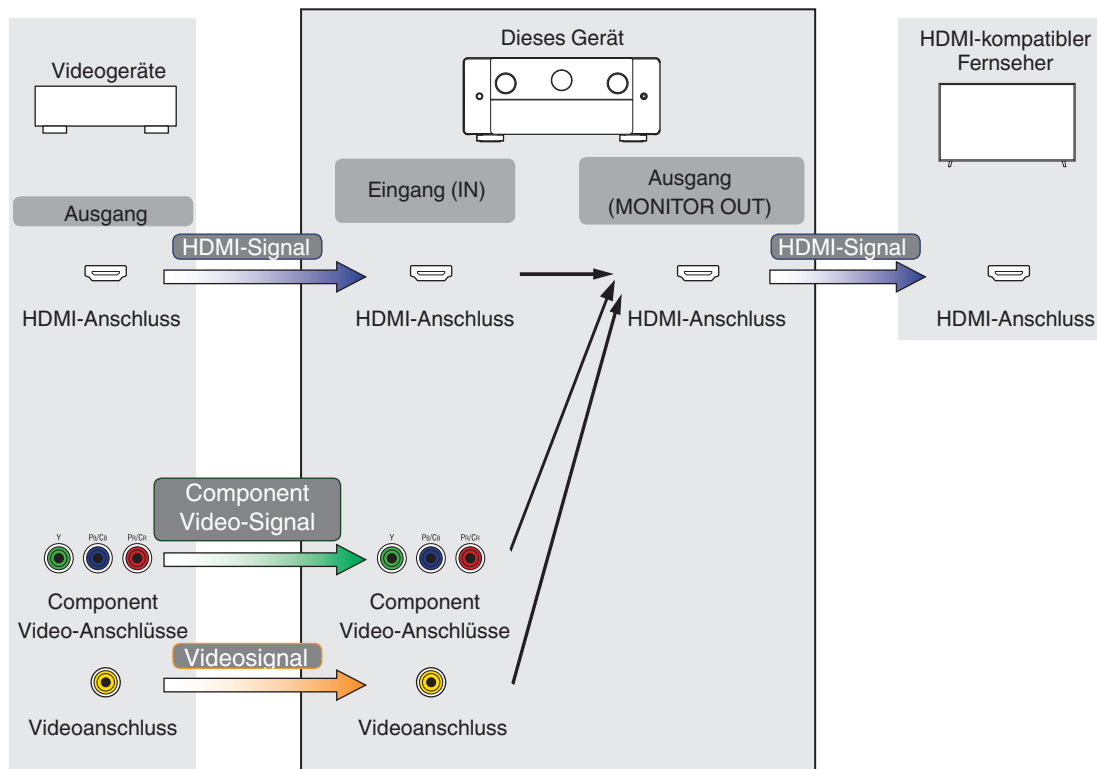 Videogeräte
Dieses Gerät
HDMI-kompatibler
Fernseher
Ausgang
Eingang (IN)
Ausgang
(MONITOR OUT)
HDMI-Signal
HDMI-Signal
HDMI-Anschluss
HDMI-Anschluss
HDMI-Anschluss
HDMI-Anschluss
Component
Video-Signal
Y PB/CB PR/CR
Y PB/CB PR/CR
Component
Video-Anschlüsse
Component
Video-Anschlüsse
Videosignal
Videoanschluss
Videoanschluss